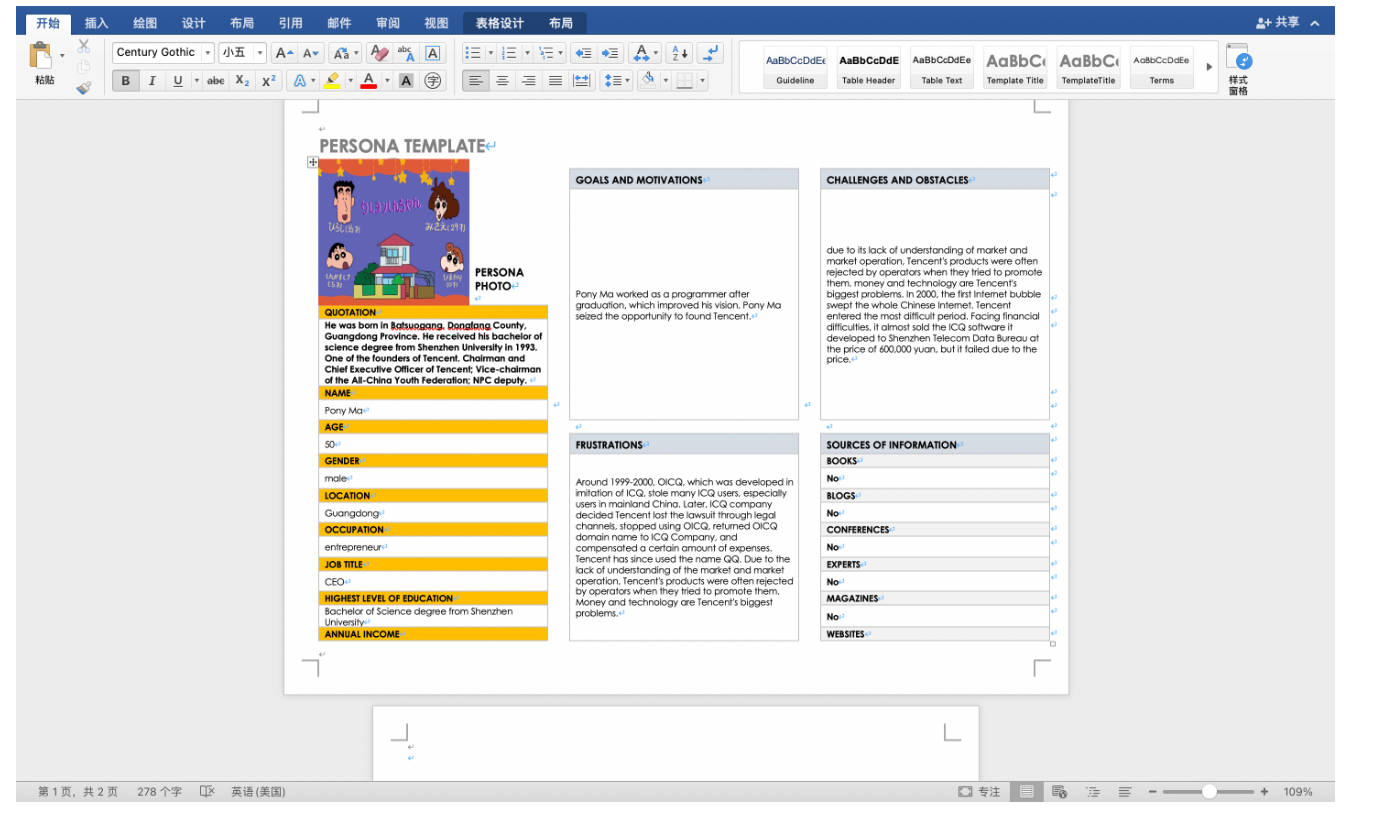 开始 插入 绘图 设计 布局 引用 邮件 审阅 视图 表格设计 布局 共享
粘贴
Century Gothic 小五
B I U abc X₂ X²
AaBbCcDdEe AaBbCcDdE AaBbCcDdEe AaBbC AaBbC AaBbCcDdEe
Guideline Table Header Table Text Template Title TemplateTitle Terms
样式
窗格
PERSONA TEMPLATE
PERSONA
PHOTO
QUOTATION
He was born in Batsuogang, Dongfang County,
Guangdong Province. He received his bachelor of
science degree from Shenzhen University in 1993.
One of the founders of Tencent. Chairman and
Chief Executive Officer of Tencent; Vice-chairman
of the All-China Youth Federation; NPC deputy.
NAME
Pony Ma
AGE
50
GENDER
male
LOCATION
Guangdong
OCCUPATION
entrepreneur
JOB TITLE
CEO
HIGHEST LEVEL OF EDUCATION
Bachelor of Science degree from Shenzhen
University
ANNUAL INCOME
GOALS AND MOTIVATIONS
Pony Ma worked as a programmer after
graduation, which improved his vision. Pony Ma
seized the opportunity to found Tencent.
FRUSTRATIONS
Around 1999-2000, OICQ, which was developed in
imitation of ICQ, stole many ICQ users, especially
users in mainland China. Later, ICQ company
decided Tencent lost the lawsuit through legal
channels, stopped using OICQ, returned OICQ
domain name to ICQ Company, and
compensated a certain amount of expenses.
Tencent has since used the name QQ. Due to the
lack of understanding of the market and market
operation, Tencent's products were often rejected
by operators when they tried to promote them.
Money and technology are Tencent's biggest
problems.
CHALLENGES AND OBSTACLES
due to its lack of understanding of market and
market operation, Tencent's products were often
rejected by operators when they tried to promote
them. money and technology are Tencent's
biggest problems. In 2000, the first Internet bubble
swept the whole Chinese Internet. Tencent
entered the most difficult period. Facing financial
difficulties, it almost sold the ICQ software it
developed to Shenzhen Telecom Data Bureau at
the price of 600,000 yuan, but it failed due to the
price.
SOURCES OF INFORMATION
BOOKS
No
BLOGS
No
CONFERENCES
No
EXPERTS
No
MAGAZINES
No
WEBSITES
第 1 页，共 2 页 278 个字 英语(美国) 专注 109%